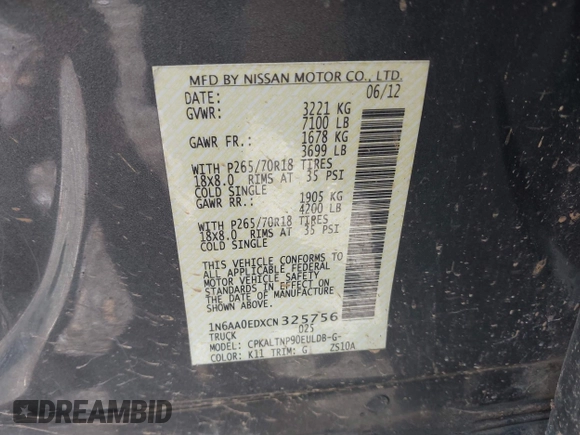 MFD BY NISSAN MOTOR CO., LTD.
DATE: 06/12
GVWR: 3221 KG
7100 LB
GAWR FR.: 1678 KG
3699 LB
WITH P265/70R18 TIRES
18x8.0 RIMS AT 35 PSI
COLD SINGLE
GAWR RR.: 1905 KG
4200 LB
WITH P265/70R18 TIRES
18x8.0 RIMS AT 35 PSI
COLD SINGLE
THIS VEHICLE CONFORMS TO
ALL APPLICABLE FEDERAL
MOTOR VEHICLE SAFETY
STANDARDS IN EFFECT ON
THE DATE OF MANUFACTURE
SHOWN ABOVE.
1N6AA0EDXCN325756
TRUCK 025
MODEL: CPKALTNP90EULDB-G-
COLOR: K11 TRIM: G ZS10A
DREAMBID